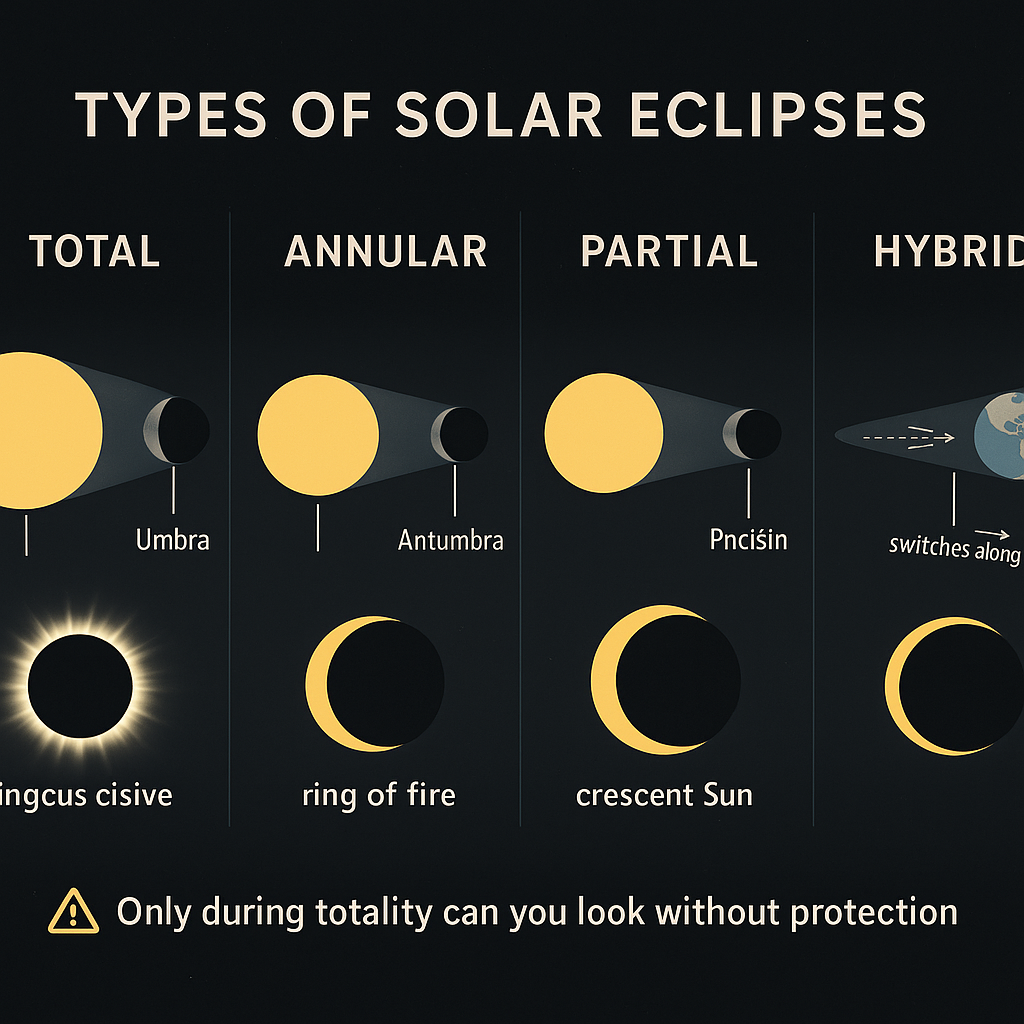 TYPES OF SOLAR ECLIPSES
TOTAL
ANNULAR
PARTIAL
HYBRID
Umbra
Antumbra
Pnciśin
switches along
ingcus cisive
ring of fire
crescent Sun
Only during totality can you look without protection